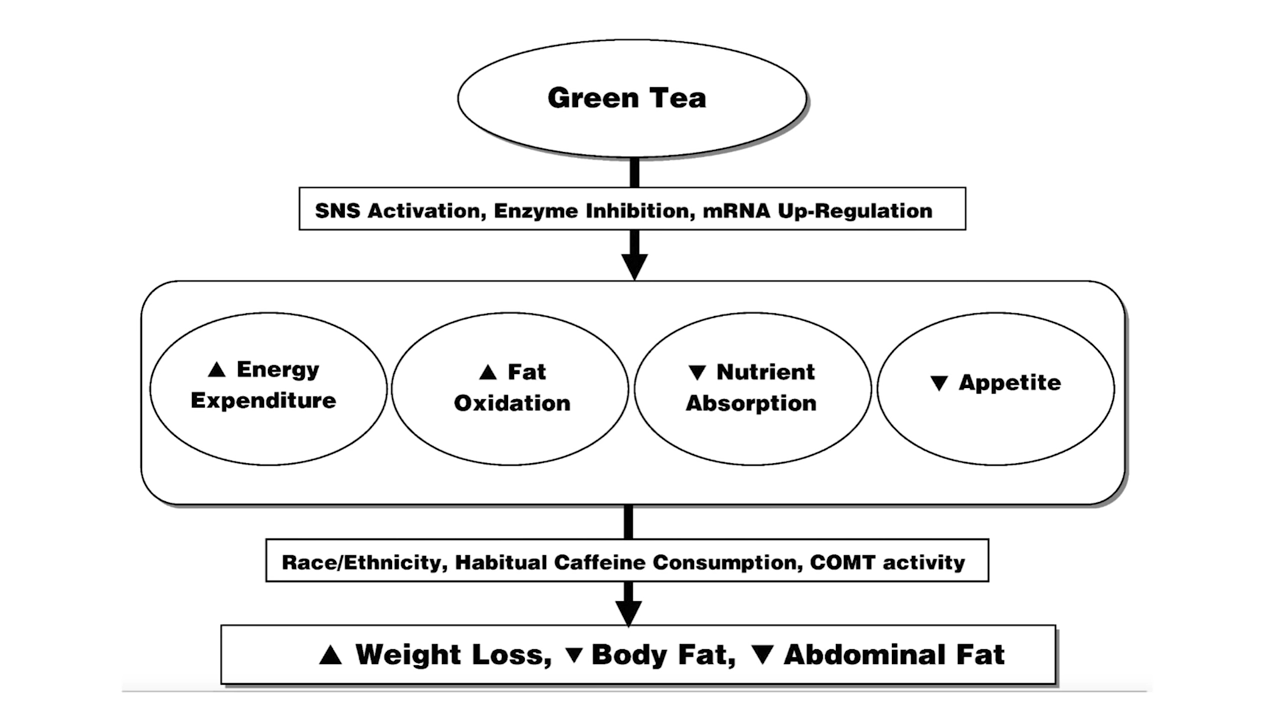 Green Tea
SNS Activation, Enzyme Inhibition, mRNA Up-Regulation
▲ Energy
Expenditure
▲ Fat
Oxidation
▼ Nutrient
Absorption
▼ Appetite
Race/Ethnicity, Habitual Caffeine Consumption, COMT activity
▲ Weight Loss, ▼ Body Fat, ▼ Abdominal Fat